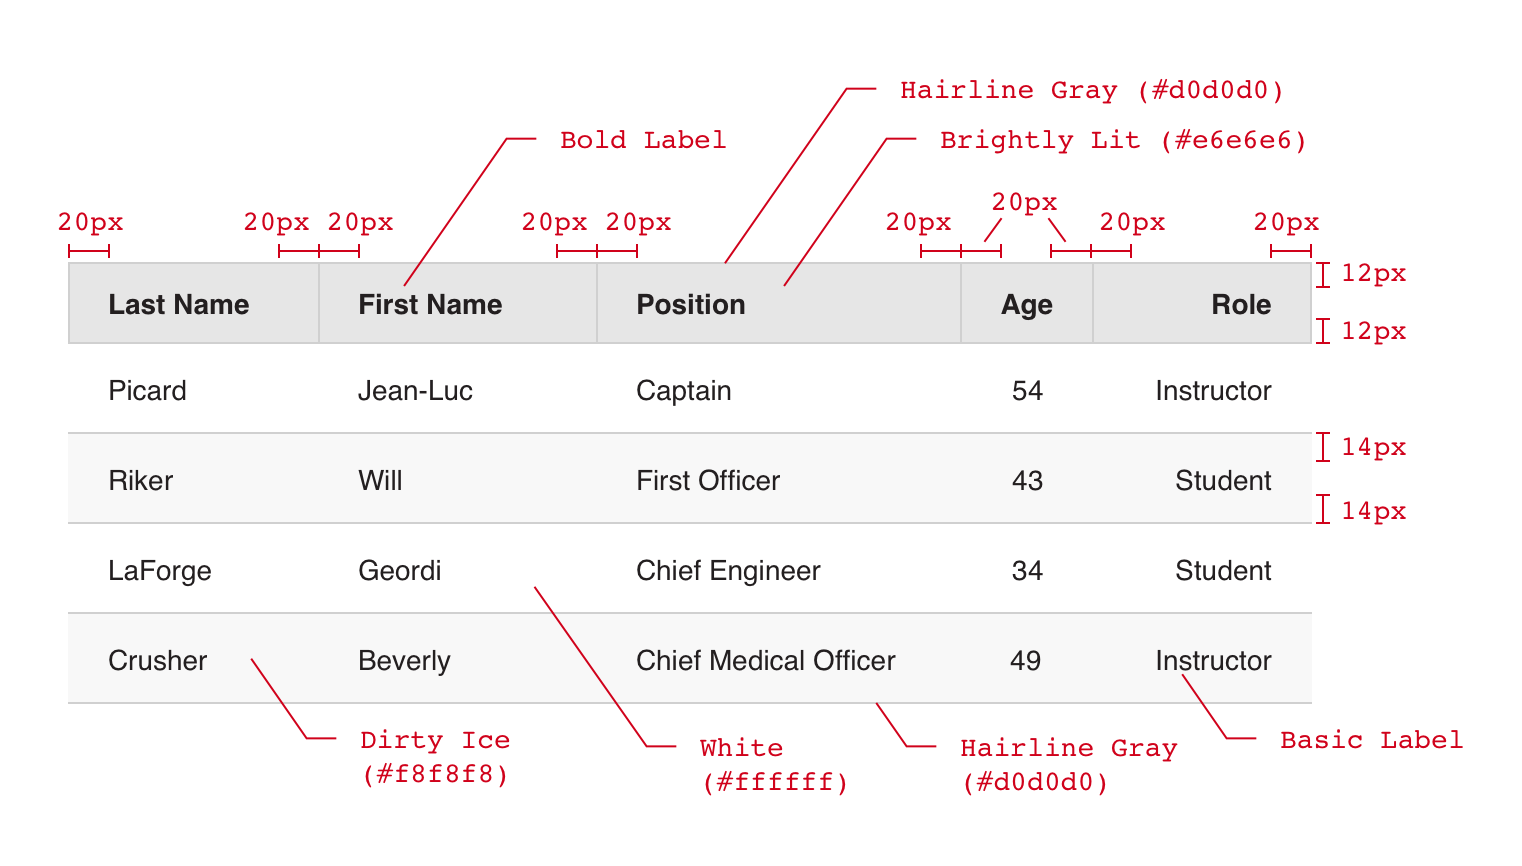 Hairline Gray (#d0d0d0)
Bold Label
Brightly Lit (#e6e6e6)
20px 20px 20px 20px 20px 20px 20px 20px 20px
12px
Last Name First Name Position Age Role
12px
Picard Jean-Luc Captain 54 Instructor
14px
Riker Will First Officer 43 Student
14px
LaForge Geordi Chief Engineer 34 Student
Crusher Beverly Chief Medical Officer 49 Instructor
Dirty Ice
(#f8f8f8)
White
(#ffffff)
Hairline Gray
(#d0d0d0)
Basic Label